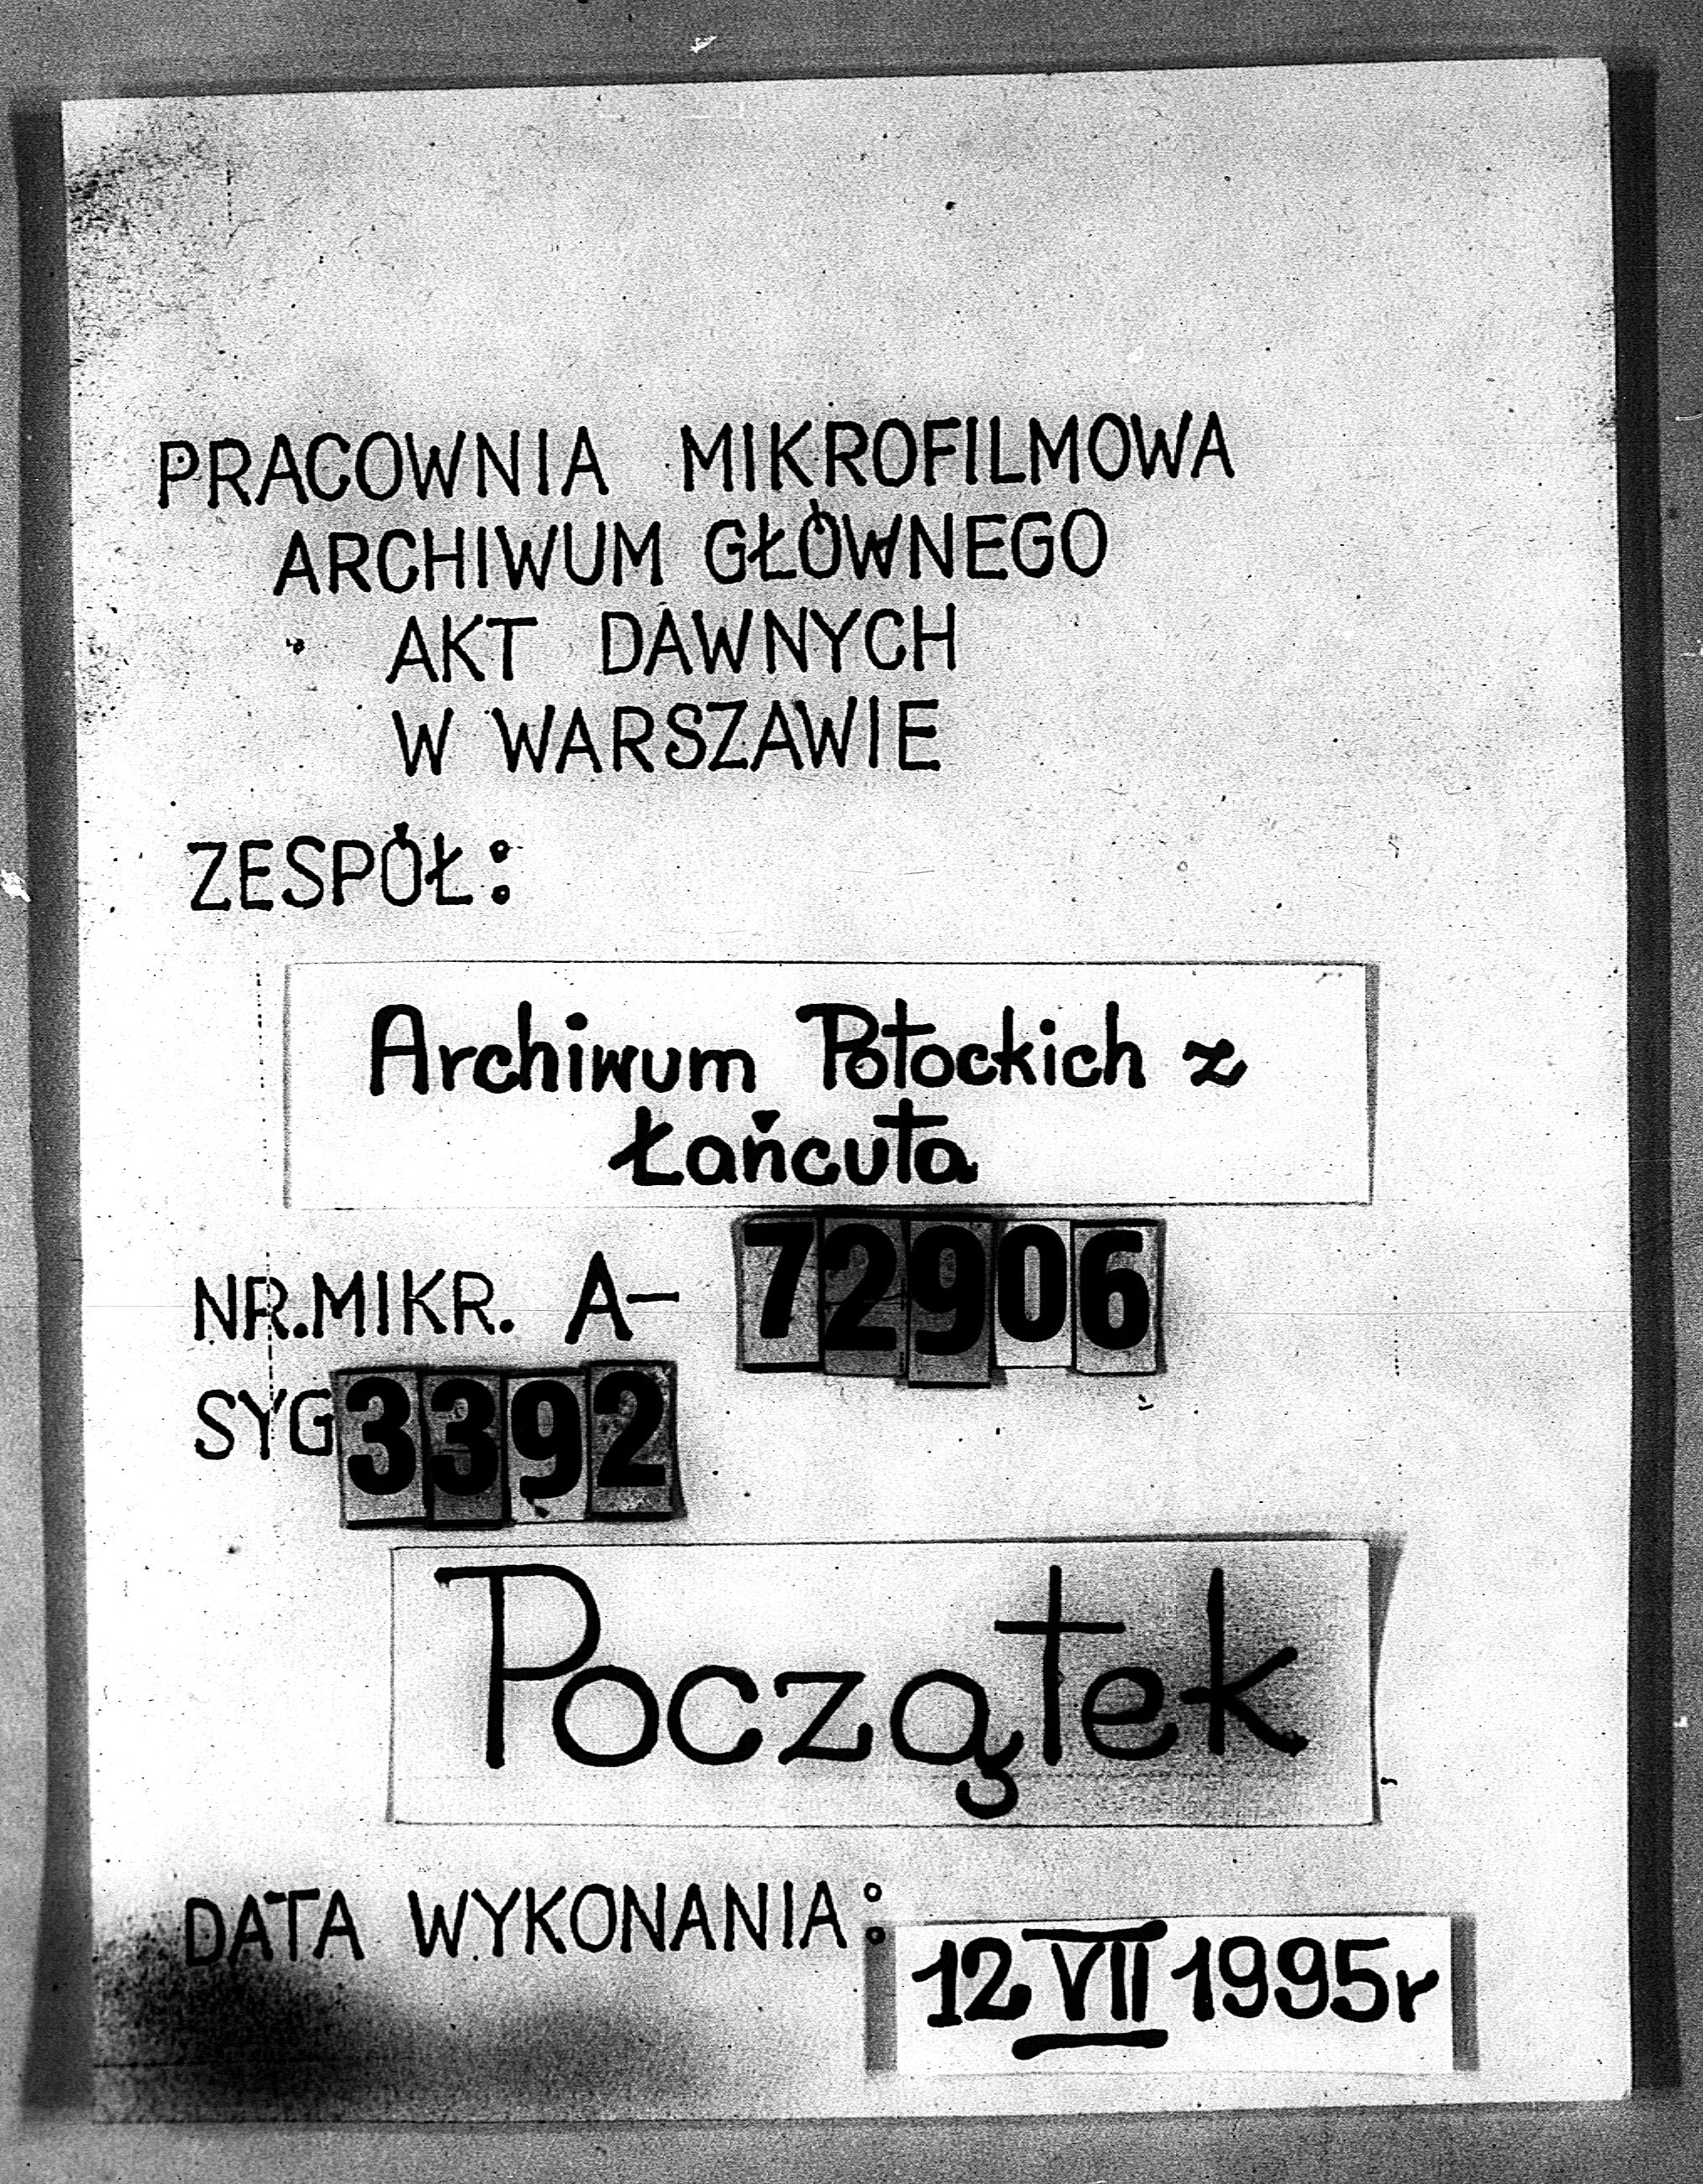 PRACOWNIA MIKROFILMOWA
ARCHIWUM GŁÓWNEGO
AKT DAWNYCH
W WARSZAWIE
ZESPÓŁ:
Archiwum Potockich z
Łańcuta
NR.MIKR. A- 72906
SYG 3392
Początek
DATA WYKONANIA:
12 VII 1995r